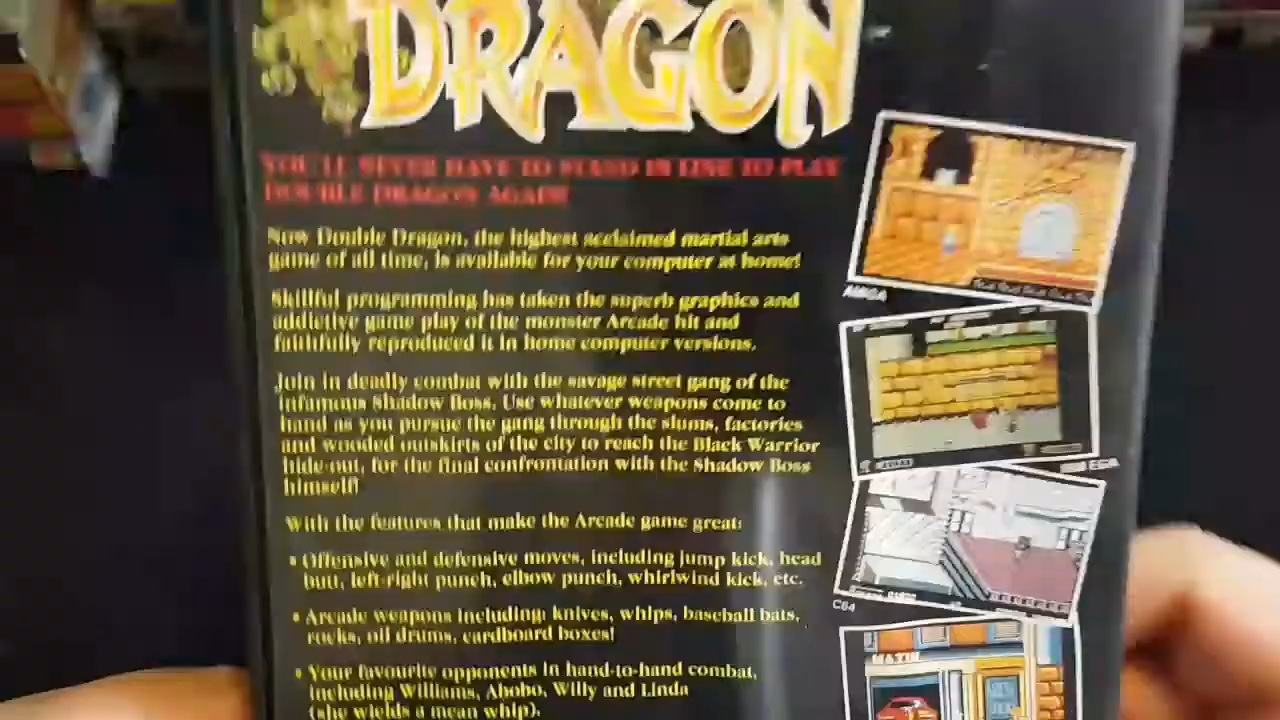 DRAGON
YOU'LL NEVER HAVE TO STAND IN LINE TO PLAY
DOUBLE DRAGON AGAIN!
Now Double Dragon, the highest acclaimed martial arts
game of all time, is available for your computer at home!
Skillful programming has taken the superb graphics and
addictive game play of the monster Arcade hit and
faithfully reproduced it in home computer versions.
Join in deadly combat with the savage street gang of the
infamous Shadow Boss. Use whatever weapons come to
hand as you pursue the gang through the slums, factories
and wooded outskirts of the city to reach the Black Warrior
hide-out, for the final confrontation with the Shadow Boss
himself!
With the features that make the Arcade game great:
• Offensive and defensive moves, including jump kick, head
butt, left-right punch, elbow punch, whirlwind kick, etc.
• Arcade weapons including: knives, whips, baseball bats,
rocks, oil drums, cardboard boxes!
• Your favourite opponents in hand-to-hand combat,
including Williams, Abobo, Willy and Linda
(she wields a mean whip).
AMIGA
EGA
C64